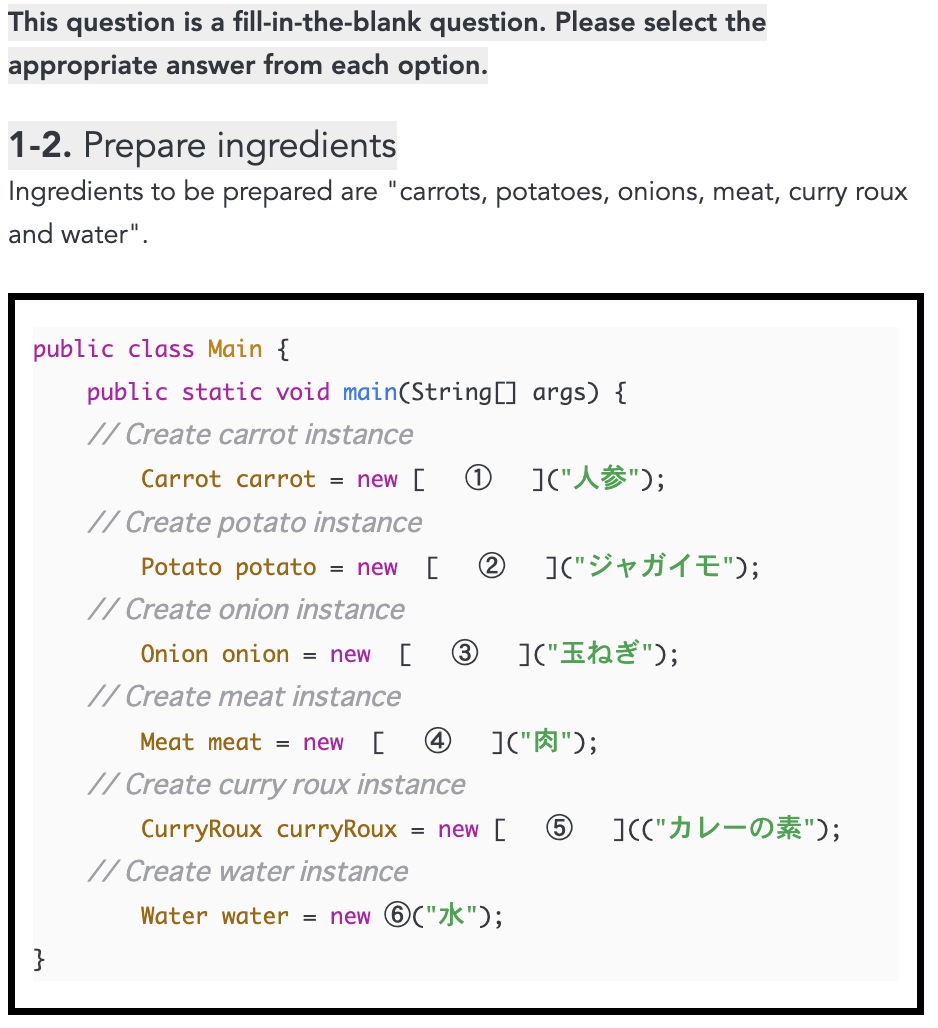 This question is a fill-in-the-blank question. Please select the
appropriate answer from each option.
1-2. Prepare ingredients
Ingredients to be prepared are "carrots, potatoes, onions, meat, curry roux
and water".
public class Main {
    public static void main(String[] args) {
    // Create carrot instance
        Carrot carrot = new [   ①   ]("人参");
    // Create potato instance
        Potato potato = new  [   ②   ]("ジャガイモ");
    // Create onion instance
        Onion onion = new  [   ③   ]("玉ねぎ");
    // Create meat instance
        Meat meat = new  [   ④   ]("肉");
    // Create curry roux instance
        CurryRoux curryRoux = new [   ⑤   ](("カレーの素");
    // Create water instance
        Water water = new ⑥("水");
}